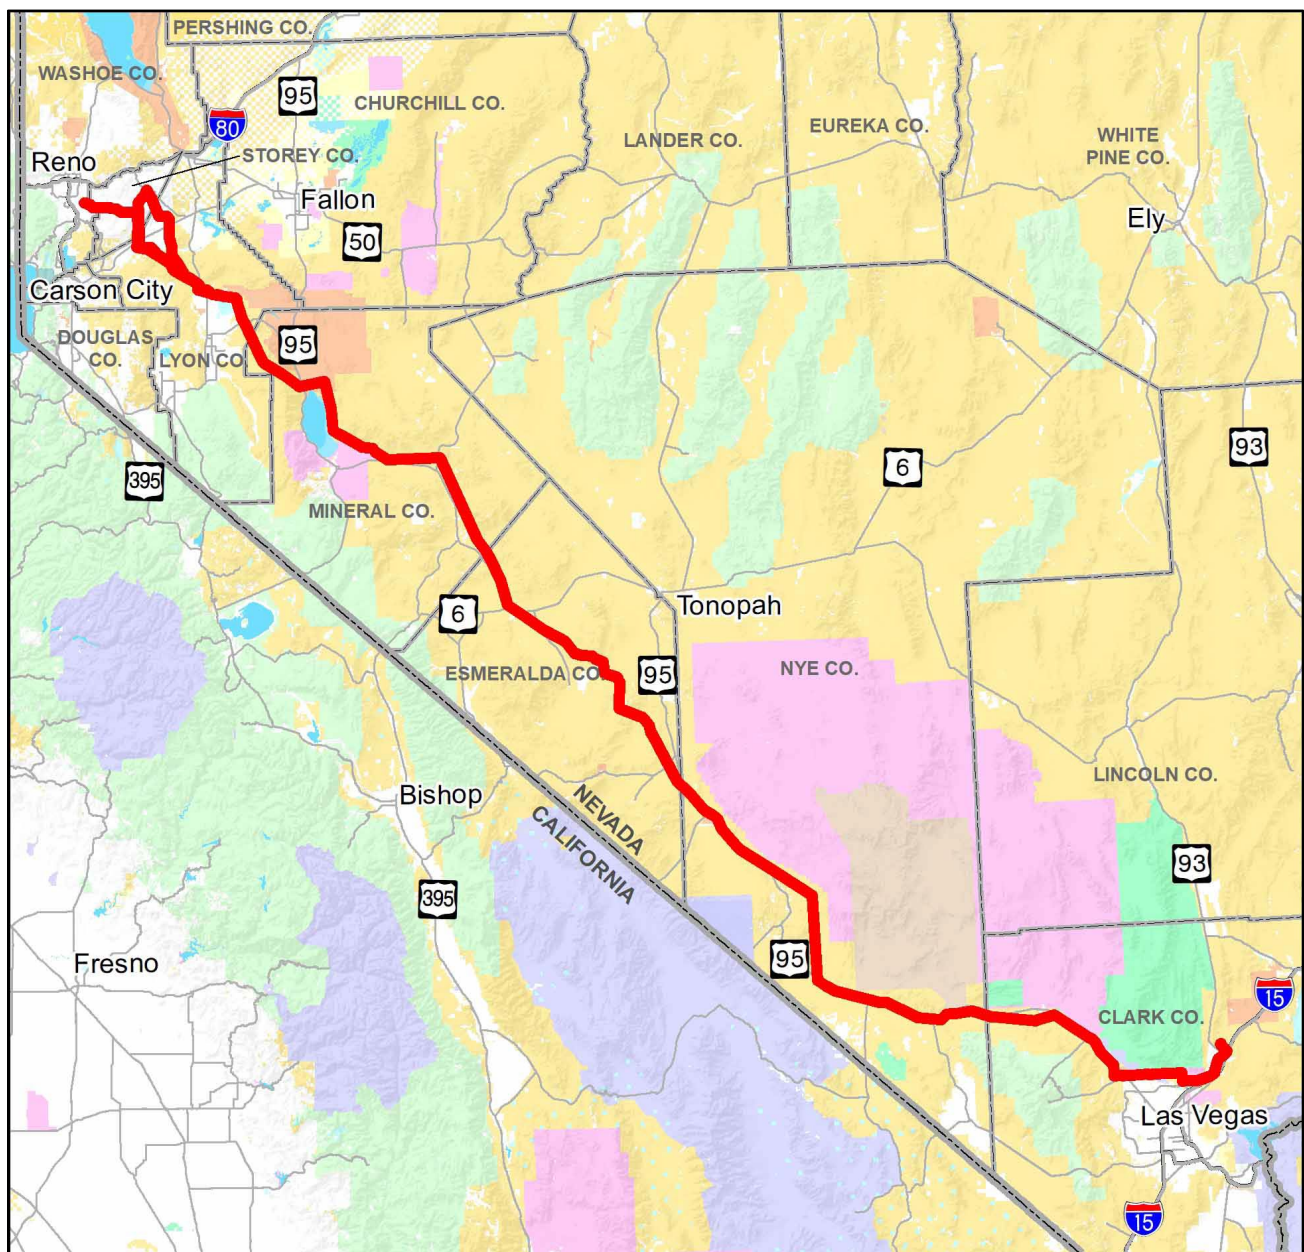 PERSHING CO.
WASHOE CO.
95
CHURCHILL CO.
80
LANDER CO.
EUREKA CO.
WHITE
PINE CO.
Reno
STOREY CO.
Fallon
Ely
50
Carson City
DOUGLAS
CO.
LYON CO.
95
93
395
6
MINERAL CO.
6
Tonopah
ESMERALDA CO.
95
NYE CO.
LINCOLN CO.
Bishop
NEVADA
CALIFORNIA
93
395
Fresno
95
15
CLARK CO.
Las Vegas
15